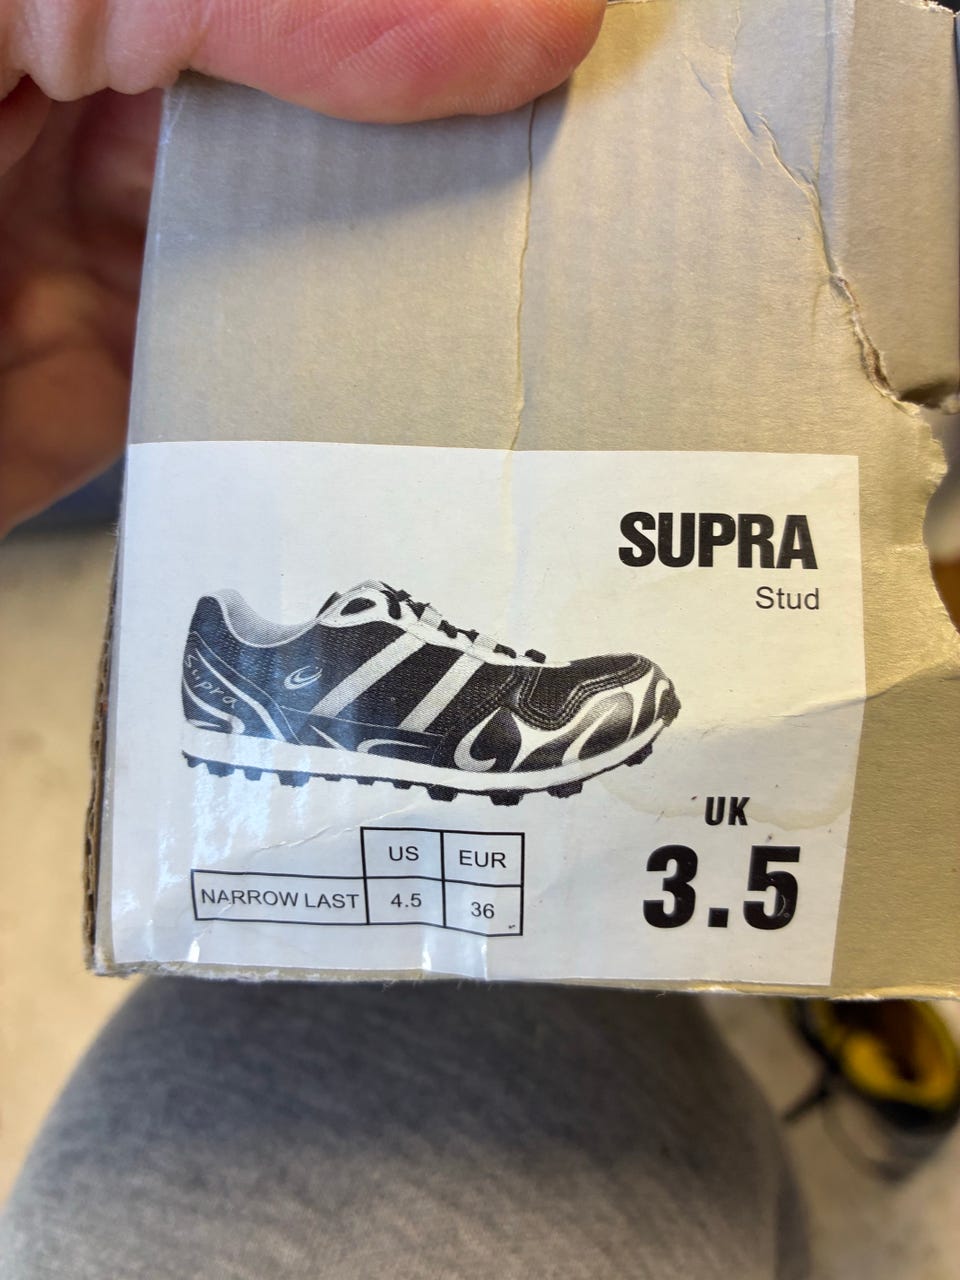 SUPRA
Stud
Supra
UK
3.5
US EUR
NARROW LAST 4.5 36